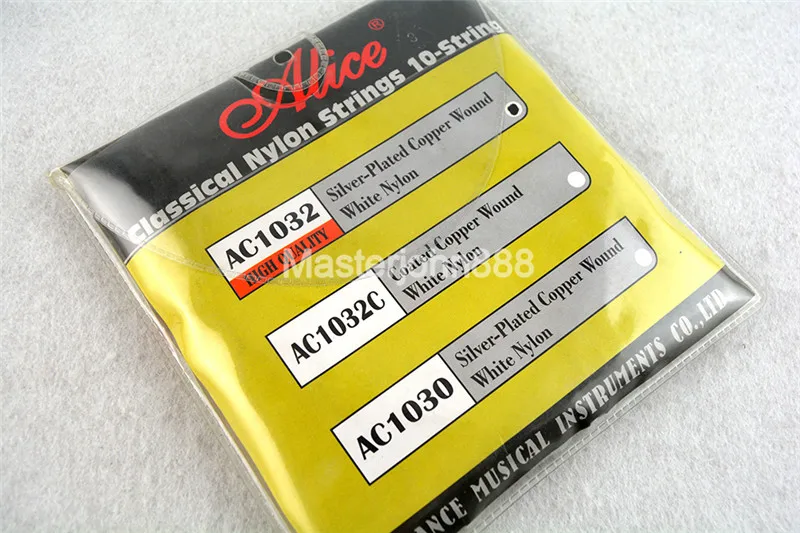 Alice®
Classical Nylon Strings 10-String
AC1032
HIGH QUALITY
Silver-Plated Copper Wound
White Nylon
AC1032C
Coated Copper Wound
White Nylon
AC1030
Silver-Plated Copper Wound
White Nylon
MUSICAL INSTRUMENTS CO.,LTD
Masterjohn888